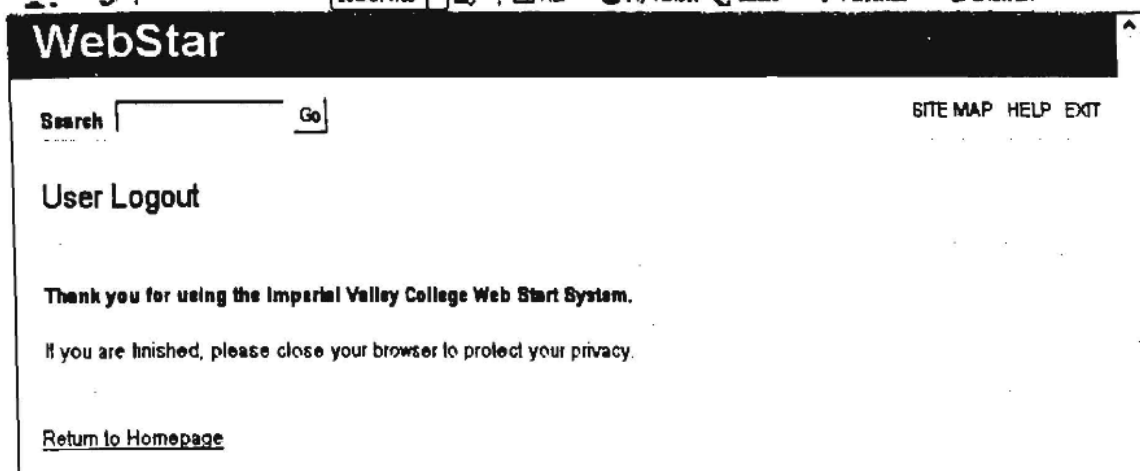 WebStar
Search Go SITE MAP HELP EXIT
User Logout
Thank you for using the Imperial Valley College Web Start System.
If you are finished, please close your browser to protect your privacy.
Return to Homepage